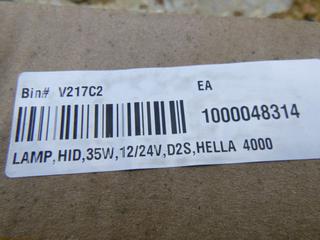 Bin# V217C2 EA
1000048314
LAMP,HID,35W,12/24V,D2S,HELLA 4000